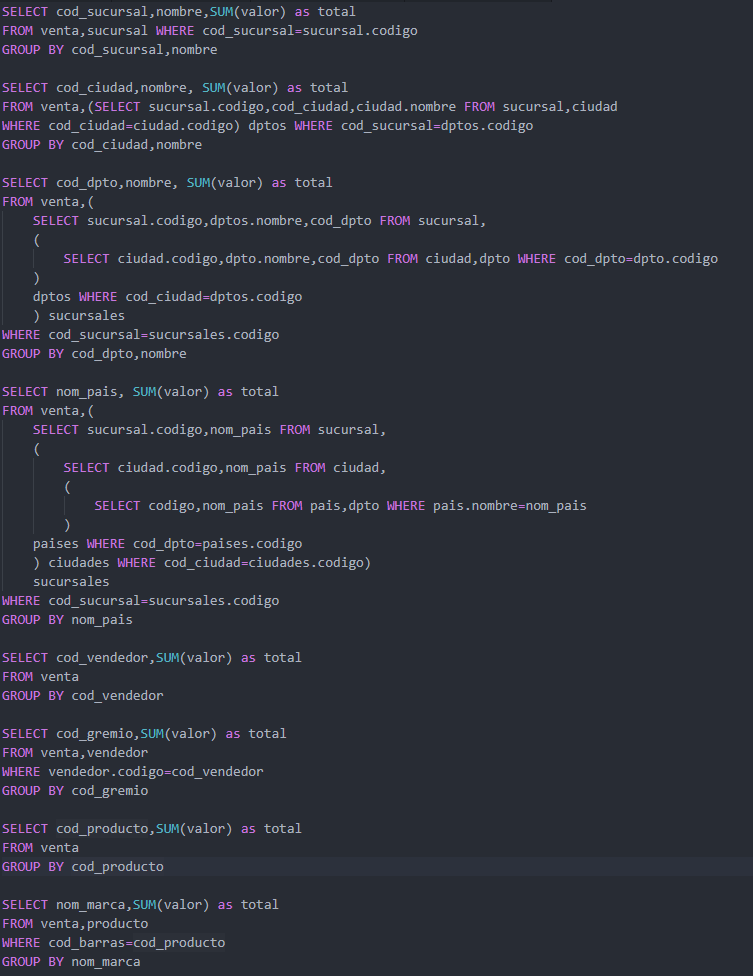 SELECT cod_sucursal,nombre,SUM(valor) as total
FROM venta,sucursal WHERE cod_sucursal=sucursal.codigo
GROUP BY cod_sucursal,nombre

SELECT cod_ciudad,nombre, SUM(valor) as total
FROM venta,(SELECT sucursal.codigo,cod_ciudad,ciudad.nombre FROM sucursal,ciudad
WHERE cod_ciudad=ciudad.codigo) dptos WHERE cod_sucursal=dptos.codigo
GROUP BY cod_ciudad,nombre

SELECT cod_dpto,nombre, SUM(valor) as total
FROM venta,(
    SELECT sucursal.codigo,dptos.nombre,cod_dpto FROM sucursal,
    (
        SELECT ciudad.codigo,dpto.nombre,cod_dpto FROM ciudad,dpto WHERE cod_dpto=dpto.codigo
    )
    dptos WHERE cod_ciudad=dptos.codigo
    ) sucursales
WHERE cod_sucursal=sucursales.codigo
GROUP BY cod_dpto,nombre

SELECT nom_pais, SUM(valor) as total
FROM venta,(
    SELECT sucursal.codigo,nom_pais FROM sucursal,
    (
        SELECT ciudad.codigo,nom_pais FROM ciudad,
        (
            SELECT codigo,nom_pais FROM pais,dpto WHERE pais.nombre=nom_pais
        )
    paises WHERE cod_dpto=paises.codigo
    ) ciudades WHERE cod_ciudad=ciudades.codigo)
    sucursales
WHERE cod_sucursal=sucursales.codigo
GROUP BY nom_pais

SELECT cod_vendedor,SUM(valor) as total
FROM venta
GROUP BY cod_vendedor

SELECT cod_gremio,SUM(valor) as total
FROM venta,vendedor
WHERE vendedor.codigo=cod_vendedor
GROUP BY cod_gremio

SELECT cod_producto,SUM(valor) as total
FROM venta
GROUP BY cod_producto

SELECT nom_marca,SUM(valor) as total
FROM venta,producto
WHERE cod_barras=cod_producto
GROUP BY nom_marca